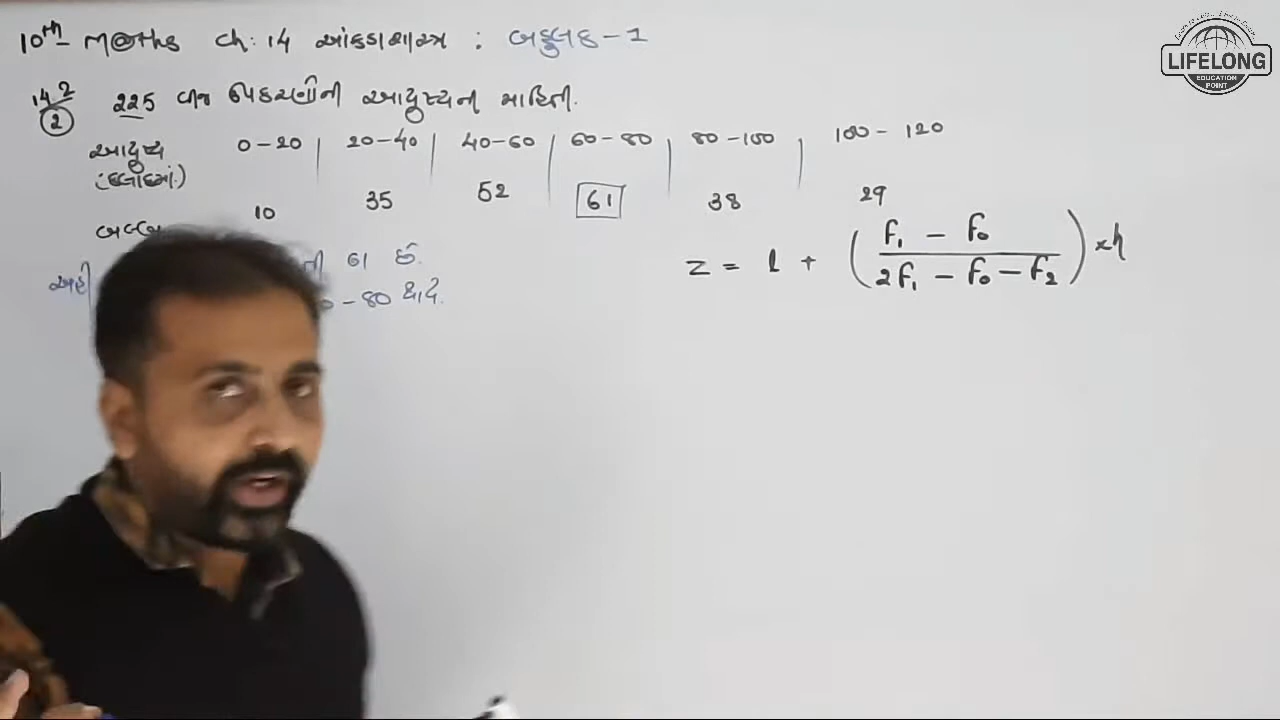 10th Maths Ch: 14 આંકડાશાસ્ત્ર : બહુલક - 1
14.2
2
225 વીજ ઉપકરણોની આયુષ્યની માહિતી.
આયુષ્ય (કલાકમાં) 0-20 20-40 40-60 60-80 80-100 100-120
10 35 52 61 38 29
અહી 61 છે.
- 80 થાય.
Z = l + ( (f₁ - f₀) / (2f₁ - f₀ - f₂) ) × h
LIFELONG
EDUCATION
POINT